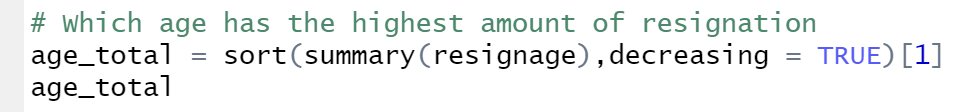 # Which age has the highest amount of resignation
age_total = sort(summary(resignage),decreasing = TRUE)[1]
age_total